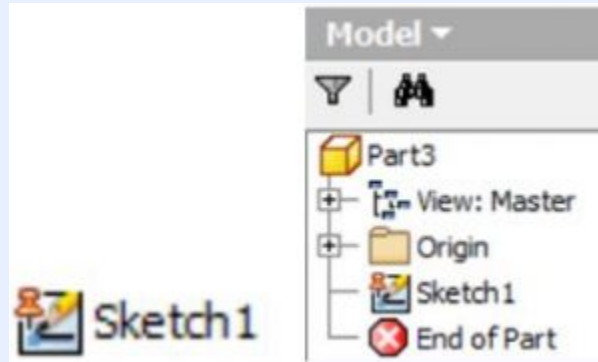 Model
Part3
View: Master
Origin
Sketch1
End of Part
Sketch1